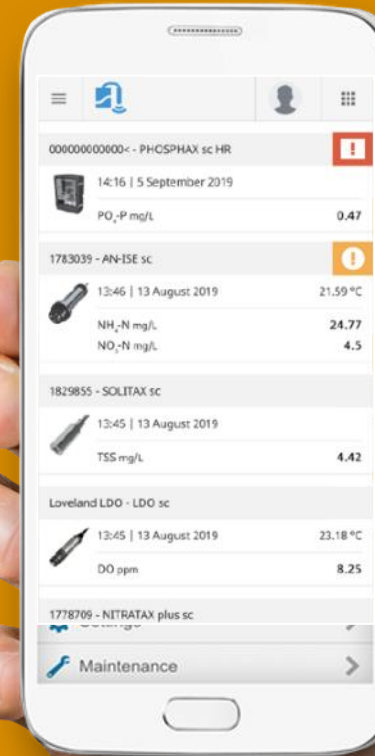 000000000000< - PHOSPHAX sc HR
14:16 | 5 September 2019
PO₄-P mg/L 0.47
1783039 - AN-ISE sc
13:46 | 13 August 2019 21.59 °C
NH₄-N mg/L 24.77
NO₃-N mg/L 4.5
1829855 - SOLITAX sc
13:45 | 13 August 2019
TSS mg/L 4.42
Loveland LDO - LDO sc
13:45 | 13 August 2019 23.18 °C
DO ppm 8.25
1778709 - NITRATAX plus sc
Settings
Maintenance